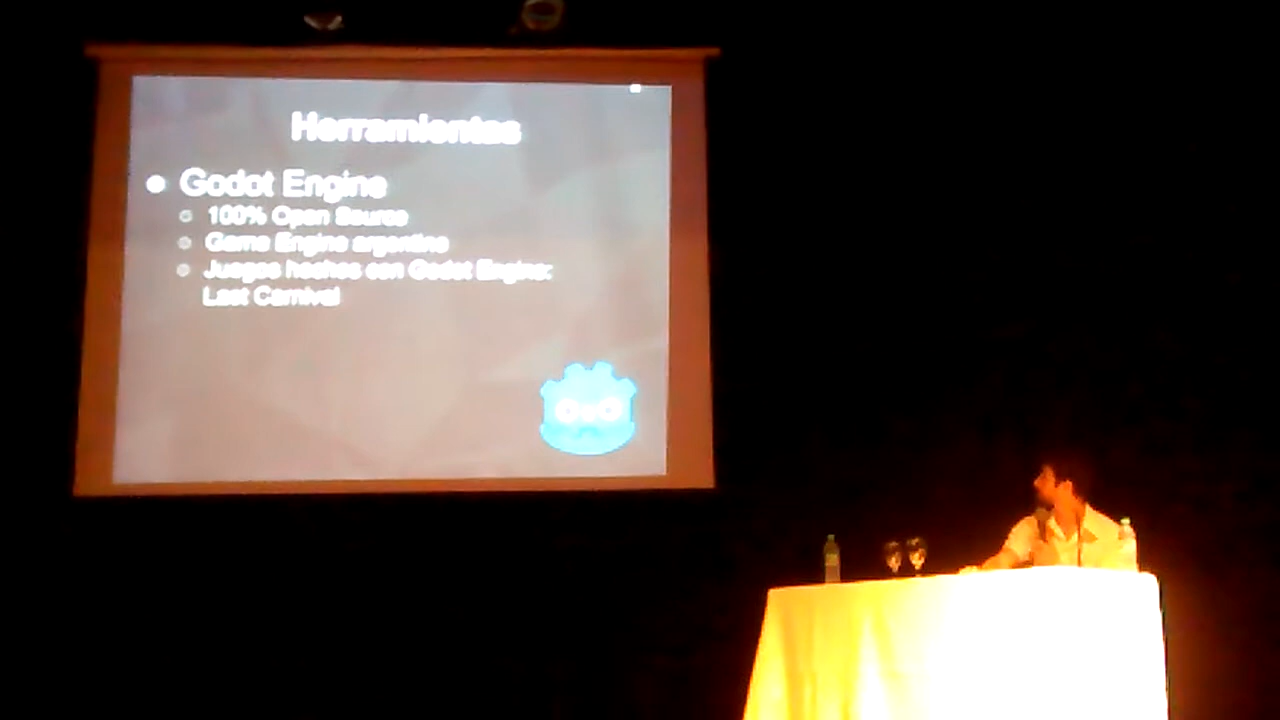 Herramientas
Godot Engine
100% Open Source
Game Engine argentino
Juegos hechos con Godot Engine:
Last Carnival